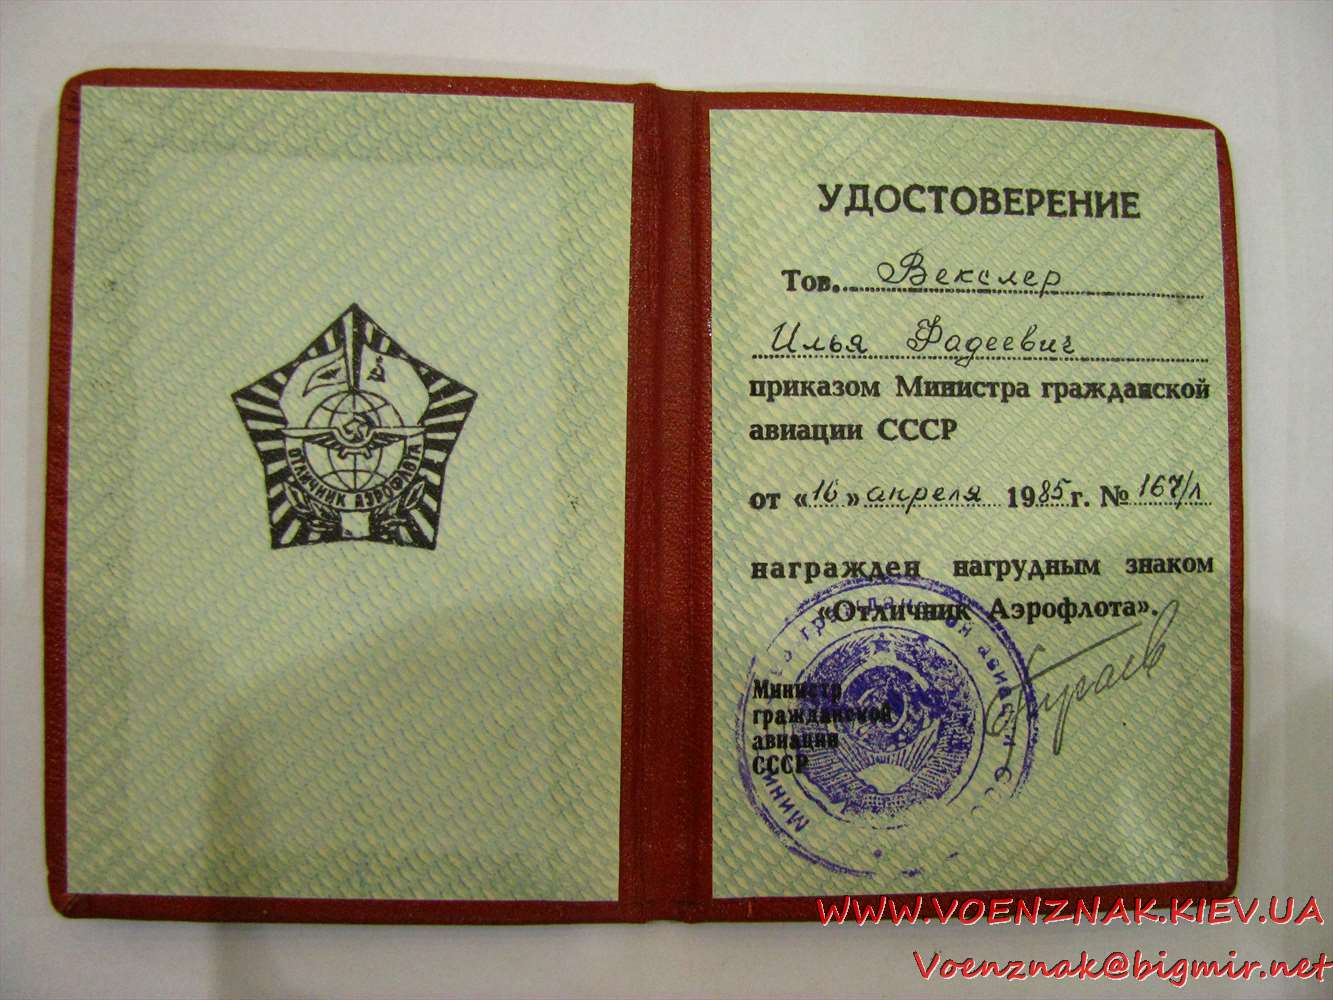 ОТЛИЧНИК АЭРОФЛОТА
УДОСТОВЕРЕНИЕ
Тов. Векслер
Илья Фадеевич
приказом Министра гражданской
авиации СССР
от «16» апреля 1985 г. № 167/л
награжден нагрудным знаком
«Отличник Аэрофлота».
Министр
гражданской
авиации
СССР
WWW.VOENZNAK.KIEV.UA
Voenznak@bigmir.net